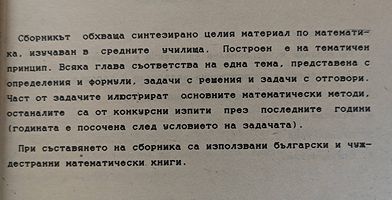 Сборникът обхваща синтезирано целия материал по математи-
ка, изучаван в средните училища. Построен е на тематичен
принцип. Всяка глава съответства на една тема, представена с
определения и формули, задачи с решения и задачи с отговори.
Част от задачите илюстрират основните математически методи,
останалите са от конкурсни изпити през последните години
(годината е посочена след условието на задачата).
При съставянето на сборника са използвани български и чуж-
дестранни математически книги.